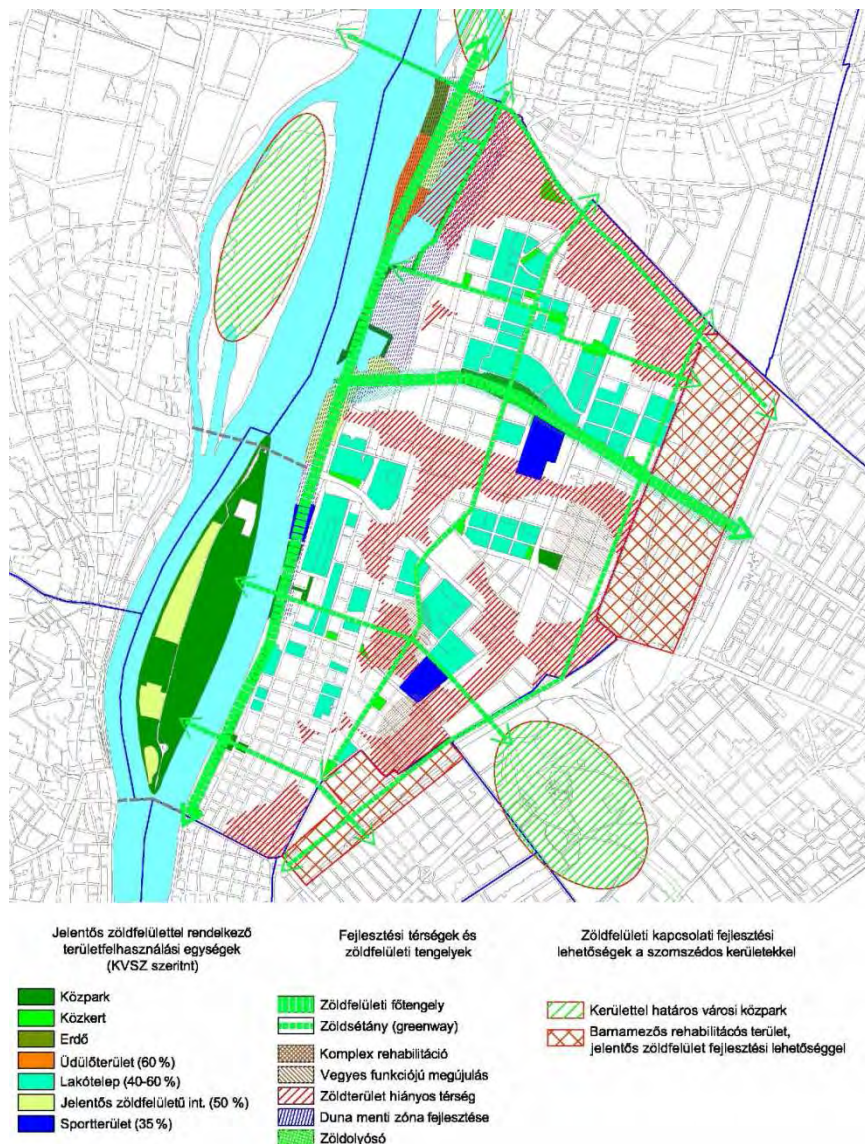 Jelentős zöldfelülettel rendelkező
területfelhasználási egységek
(KVSZ szeritnt)
Közpark
Közkert
Erdő
Üdülőterület (60 %)
Lakótelep (40-60 %)
Jelentős zöldfelületű int. (50 %)
Sportterület (35 %)
Fejlesztési térségek és
zöldfelületi tengelyek
Zöldfelületi főtengely
Zöldsétány (greenway)
Komplex rehabilitáció
Vegyes funkciójú megújulás
Zöldterület hiányos térség
Duna menti zóna fejlesztése
Zöldolyósó
Zöldfelületi kapcsolati fejlesztési
lehetőségek a szomszédos kerületekkel
Kerülettel határos városi közpark
Barnamezős rehabilitácós terület,
jelentős zöldfelület fejlesztési lehetőséggel